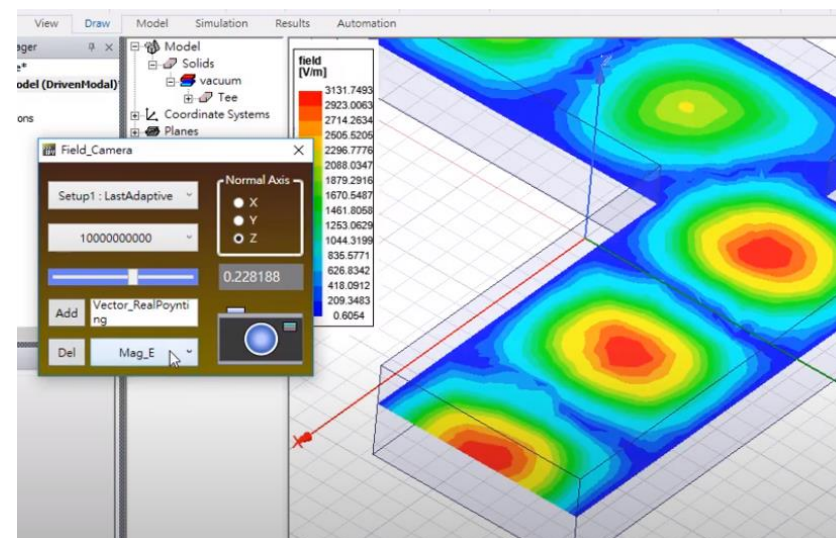 View Draw Model Simulation Results Automation
ager
Model
Solids
odel (DrivenModal)
vacuum
Tee
ons
Coordinate Systems
Planes
field
[V/m]
3131.7493
2923.0063
2714.2634
2505.5205
2296.7776
2088.0347
1879.2916
1670.5487
1461.8058
1253.0629
1044.3199
835.5771
626.8342
418.0912
209.3483
0.6054
Field_Camera
Setup1 : LastAdaptive
Normal Axis
X
Y
Z
10000000000
0.228188
Add
Vector_RealPoynti
ng
Del
Mag_E
Z
X